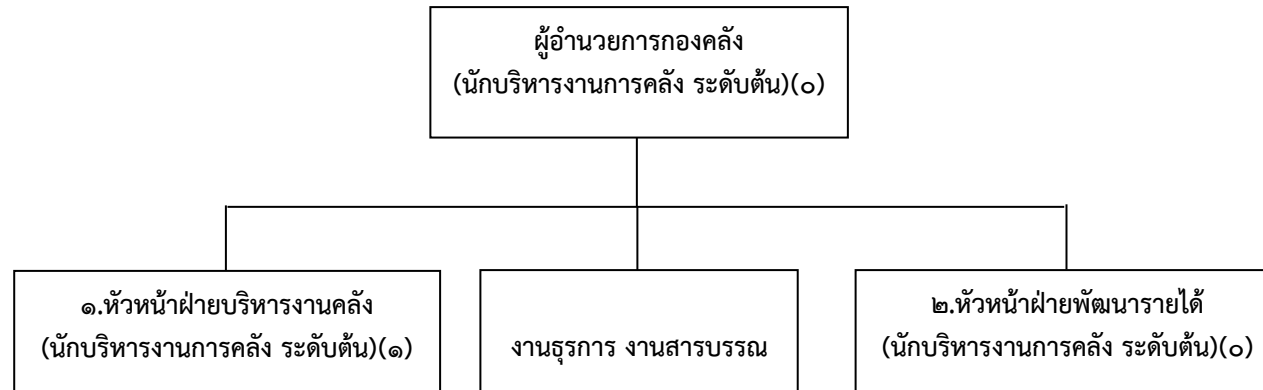 ผู้อำนวยการกองคลัง
(นักบริหารงานการคลัง ระดับต้น)(๐)
๑.หัวหน้าฝ่ายบริหารงานคลัง
(นักบริหารงานการคลัง ระดับต้น)(๑)
งานธุรการ งานสารบรรณ
๒.หัวหน้าฝ่ายพัฒนารายได้
(นักบริหารงานการคลัง ระดับต้น)(๐)